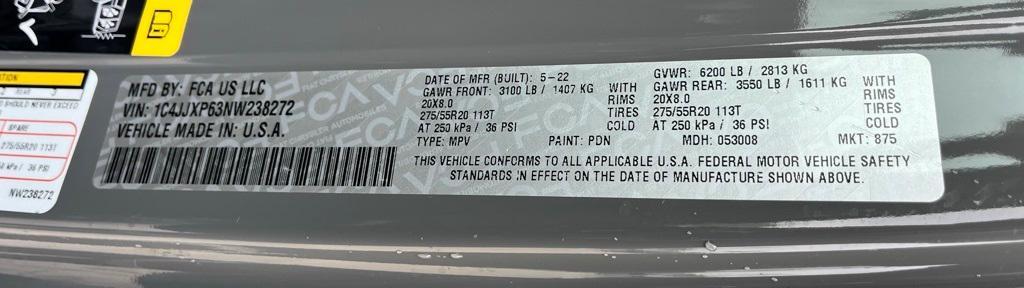 MFD BY: FCA US LLC
VIN: 1C4JJXP63NW238272
VEHICLE MADE IN: U.S.A.
DATE OF MFR (BUILT): 5-22
GAWR FRONT: 3100 LB / 1407 KG WITH
20X8.0 RIMS
275/55R20 113T TIRES
AT 250 kPa / 36 PSI COLD
TYPE: MPV PAINT: PDN
GVWR: 6200 LB / 2813 KG
GAWR REAR: 3550 LB / 1611 KG WITH
20X8.0 RIMS
275/55R20 113T TIRES
AT 250 kPa / 36 PSI COLD
MDH: 053008 MKT: 875
THIS VEHICLE CONFORMS TO ALL APPLICABLE U.S.A. FEDERAL MOTOR VEHICLE SAFETY
STANDARDS IN EFFECT ON THE DATE OF MANUFACTURE SHOWN ABOVE.
SHOULD NEVER EXCEED
SPARE
275/55R20 113T
36 PSI
NW238272